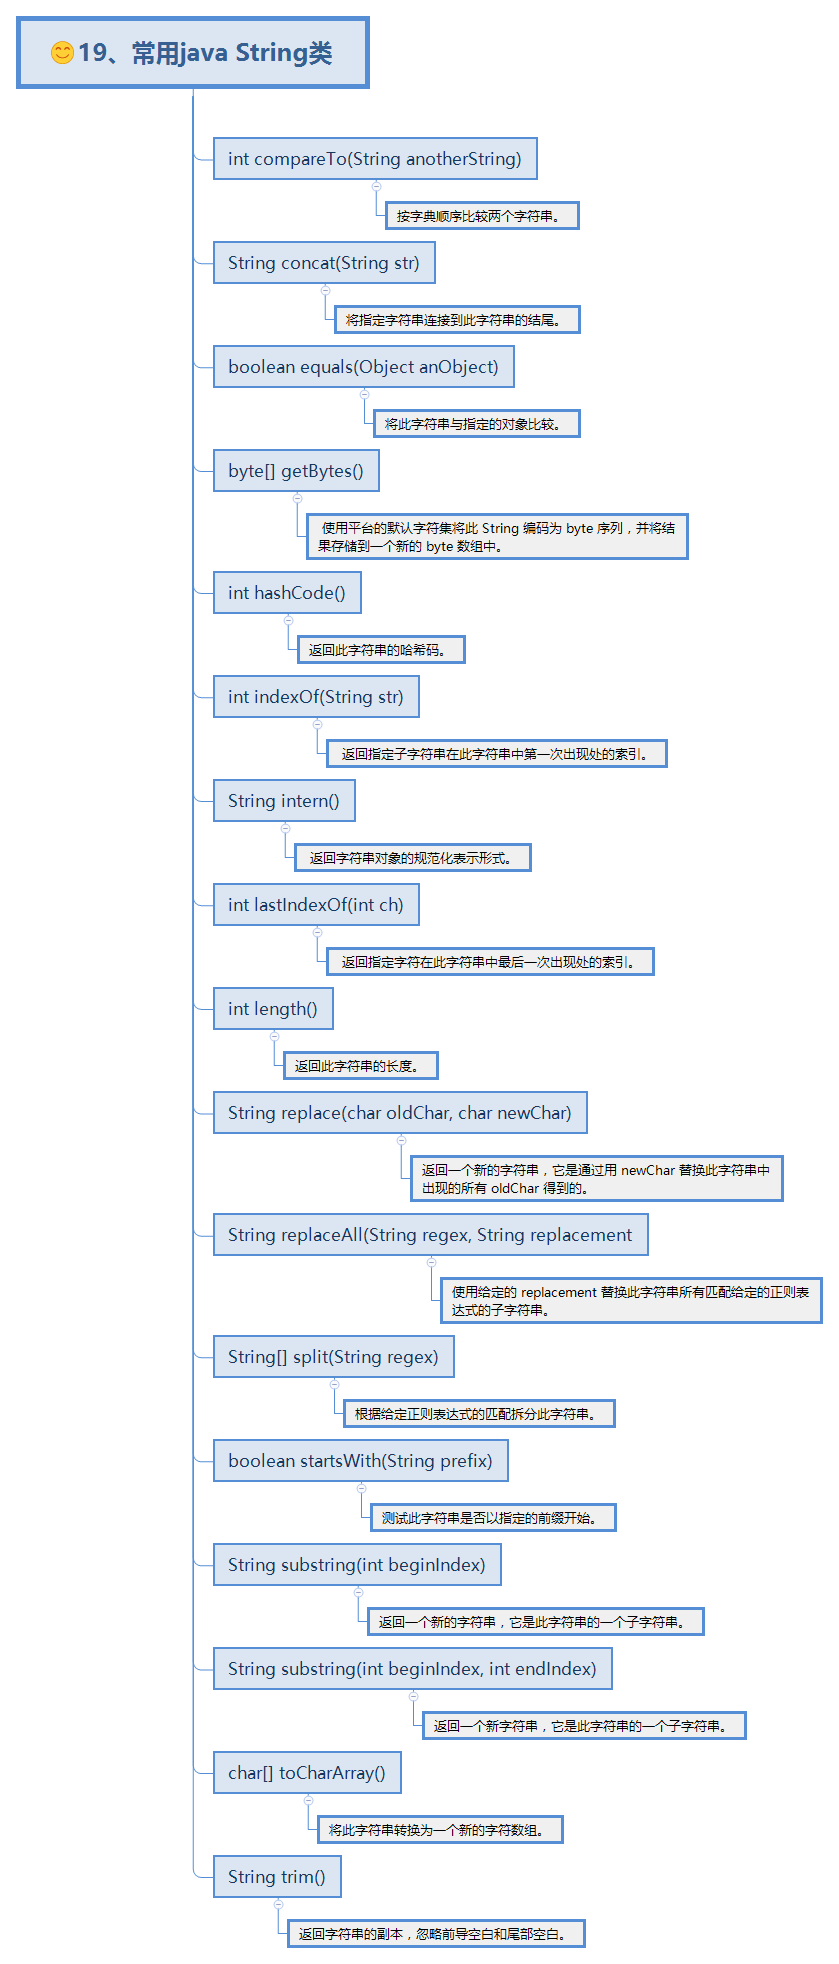 19、常用java String类
int compareTo(String anotherString)
按字典顺序比较两个字符串。
String concat(String str)
将指定字符串连接到此字符串的结尾。
boolean equals(Object anObject)
将此字符串与指定的对象比较。
byte[] getBytes()
使用平台的默认字符集将此 String 编码为 byte 序列，并将结
果存储到一个新的 byte 数组中。
int hashCode()
返回此字符串的哈希码。
int indexOf(String str)
返回指定子字符串在此字符串中第一次出现处的索引。
String intern()
返回字符串对象的规范化表示形式。
int lastIndexOf(int ch)
返回指定字符在此字符串中最后一次出现处的索引。
int length()
返回此字符串的长度。
String replace(char oldChar, char newChar)
返回一个新的字符串，它是通过用 newChar 替换此字符串中
出现的所有 oldChar 得到的。
String replaceAll(String regex, String replacement
使用给定的 replacement 替换此字符串所有匹配给定的正则表
达式的子字符串。
String[] split(String regex)
根据给定正则表达式的匹配拆分此字符串。
boolean startsWith(String prefix)
测试此字符串是否以指定的前缀开始。
String substring(int beginIndex)
返回一个新的字符串，它是此字符串的一个子字符串。
String substring(int beginIndex, int endIndex)
返回一个新字符串，它是此字符串的一个子字符串。
char[] toCharArray()
将此字符串转换为一个新的字符数组。
String trim()
返回字符串的副本，忽略前导空白和尾部空白。